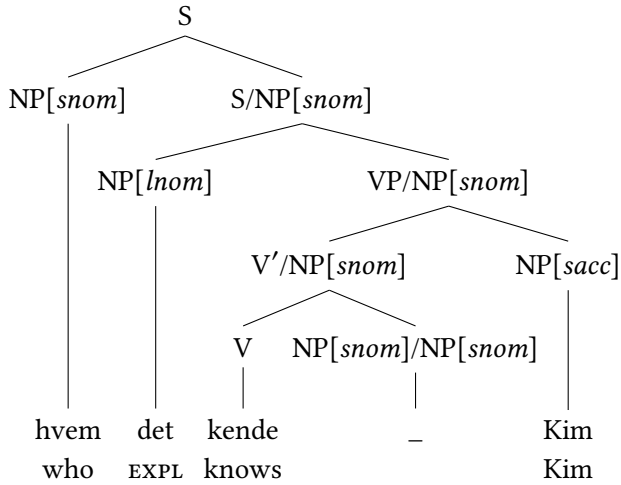 S
NP[snom] S/NP[snom]
NP[lnom] VP/NP[snom]
V′/NP[snom] NP[sacc]
V NP[snom]/NP[snom]
hvem det kende _ Kim
who EXPL knows Kim